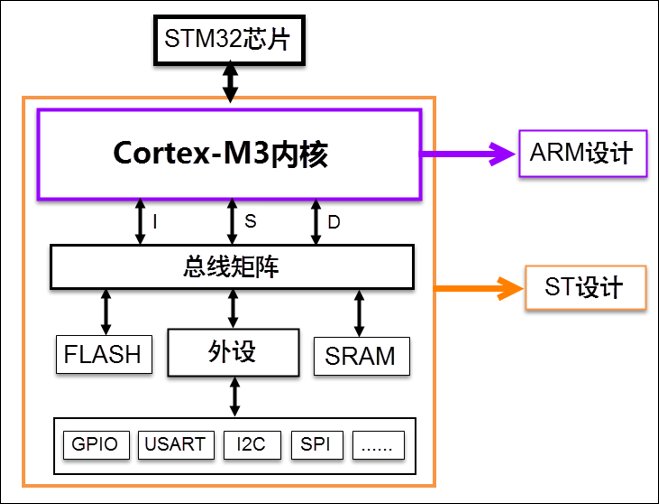 STM32芯片
Cortex-M3内核
ARM设计
I
S
D
总线矩阵
ST设计
FLASH
外设
SRAM
GPIO
USART
I2C
SPI
......